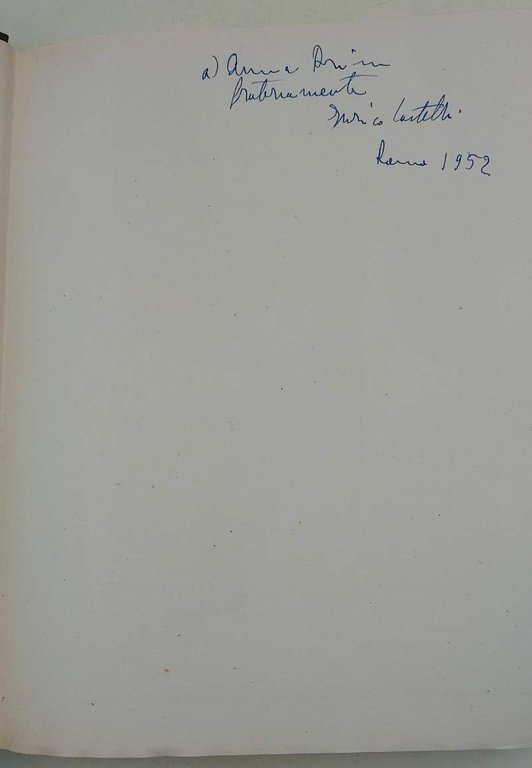 a) Anna
fraternamente
Enrico Castelli.
Roma 1952